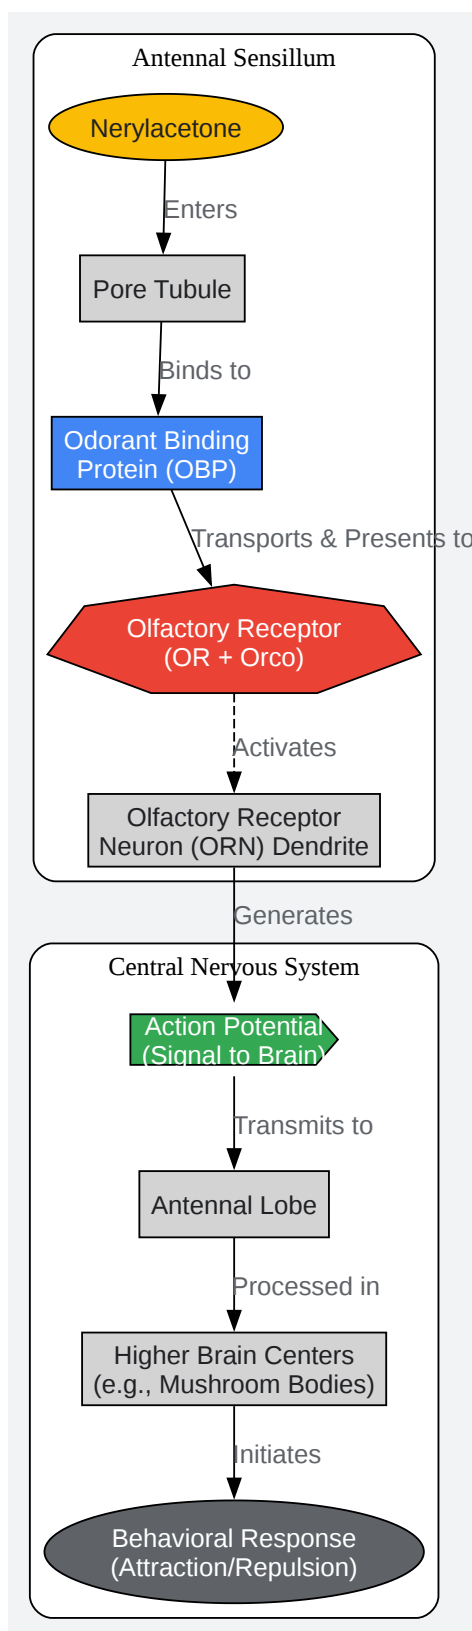 Antennal Sensillum
Nerylacetone
Enters
Pore Tubule
Binds to
Odorant Binding
Protein (OBP)
Transports & Presents to
Olfactory Receptor
(OR + Orco)
Activates
Olfactory Receptor
Neuron (ORN) Dendrite
Generates
Central Nervous System
Action Potential
(Signal to Brain)
Transmits to
Antennal Lobe
Processed in
Higher Brain Centers
(e.g., Mushroom Bodies)
Initiates
Behavioral Response
(Attraction/Repulsion)